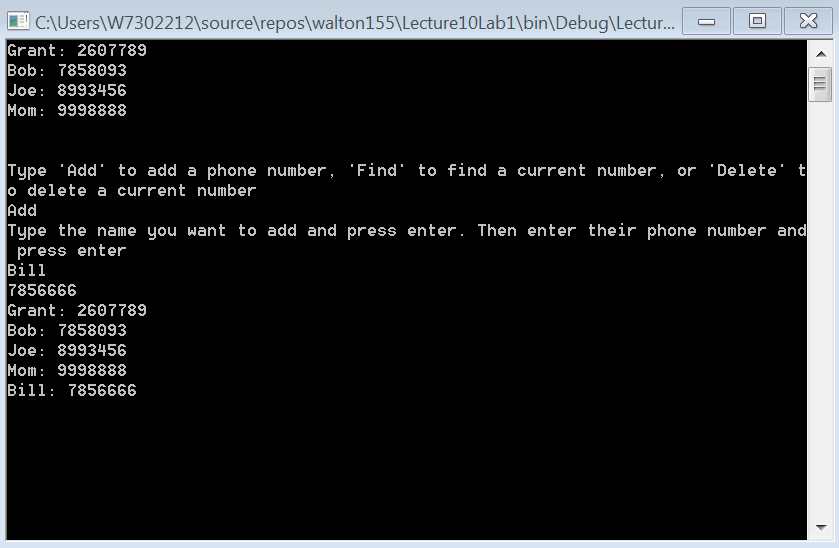 C:\Users\W7302212\source\repos\walton155\Lecture10Lab1\bin\Debug\Lectur...
Grant: 2607789
Bob: 7858093
Joe: 8993456
Mom: 9998888
Type 'Add' to add a phone number, 'Find' to find a current number, or 'Delete' t
o delete a current number
Add
Type the name you want to add and press enter. Then enter their phone number and
 press enter
Bill
7856666
Grant: 2607789
Bob: 7858093
Joe: 8993456
Mom: 9998888
Bill: 7856666